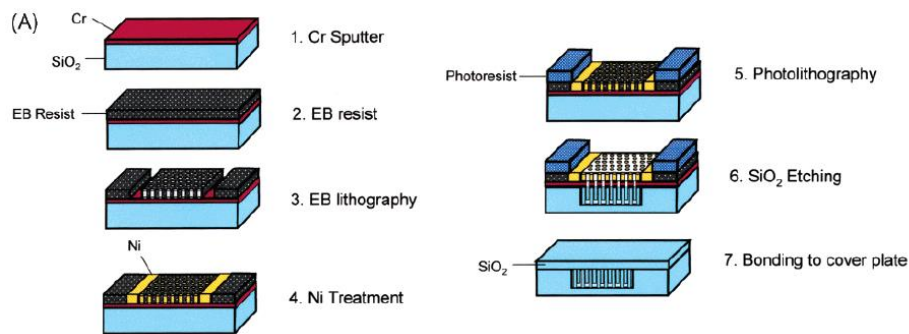 (A)
Cr
SiO2
1. Cr Sputter
EB Resist
2. EB resist
3. EB lithography
Ni
4. Ni Treatment
Photoresist
5. Photolithography
6. SiO2 Etching
SiO2
7. Bonding to cover plate